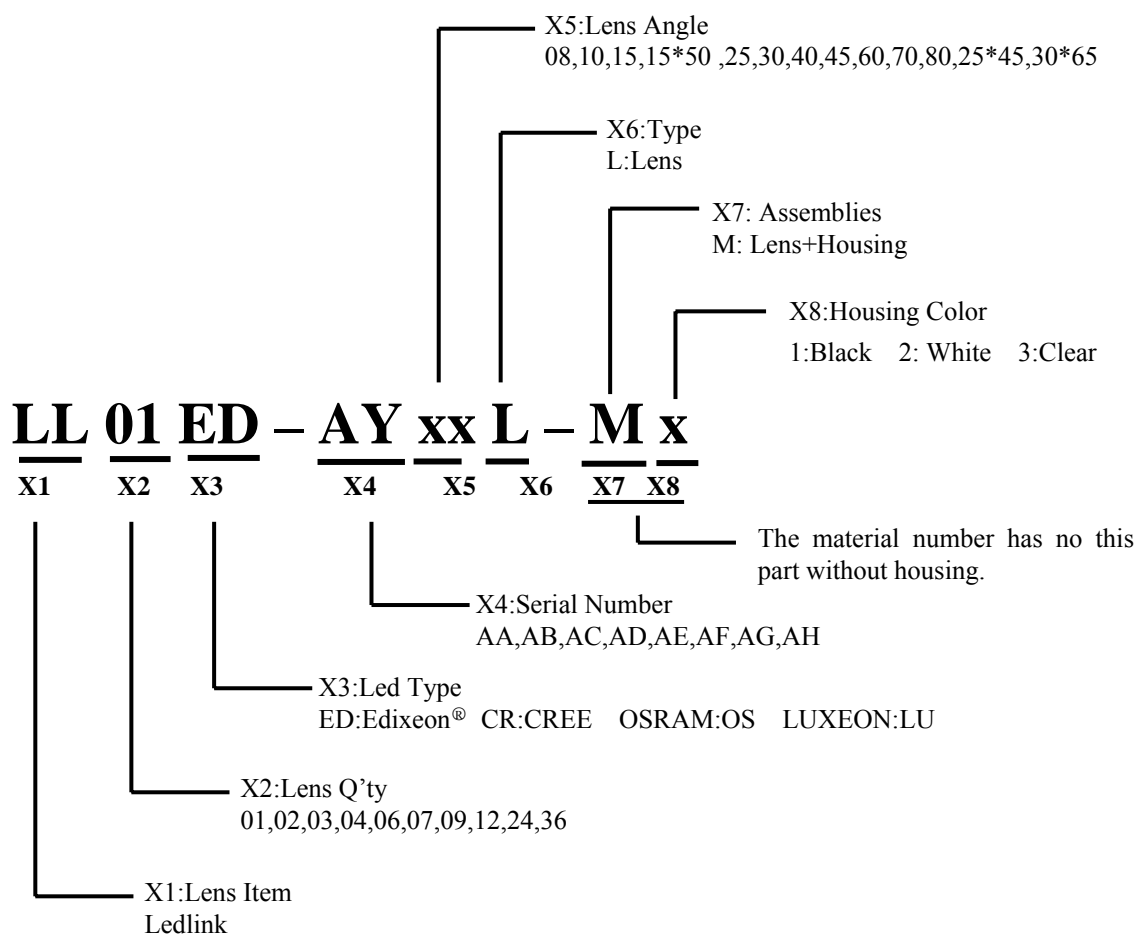 X5:Lens Angle
08,10,15,15*50 ,25,30,40,45,60,70,80,25*45,30*65
X6:Type
L:Lens
X7: Assemblies
M: Lens+Housing
X8:Housing Color
1:Black 2: White 3:Clear
LL 01 ED – AY xx L – M x
X1 X2 X3 X4 X5 X6 X7 X8
The material number has no this
part without housing.
X4:Serial Number
AA,AB,AC,AD,AE,AF,AG,AH
X3:Led Type
ED:Edixeon® CR:CREE OSRAM:OS LUXEON:LU
X2:Lens Q’ty
01,02,03,04,06,07,09,12,24,36
X1:Lens Item
Ledlink